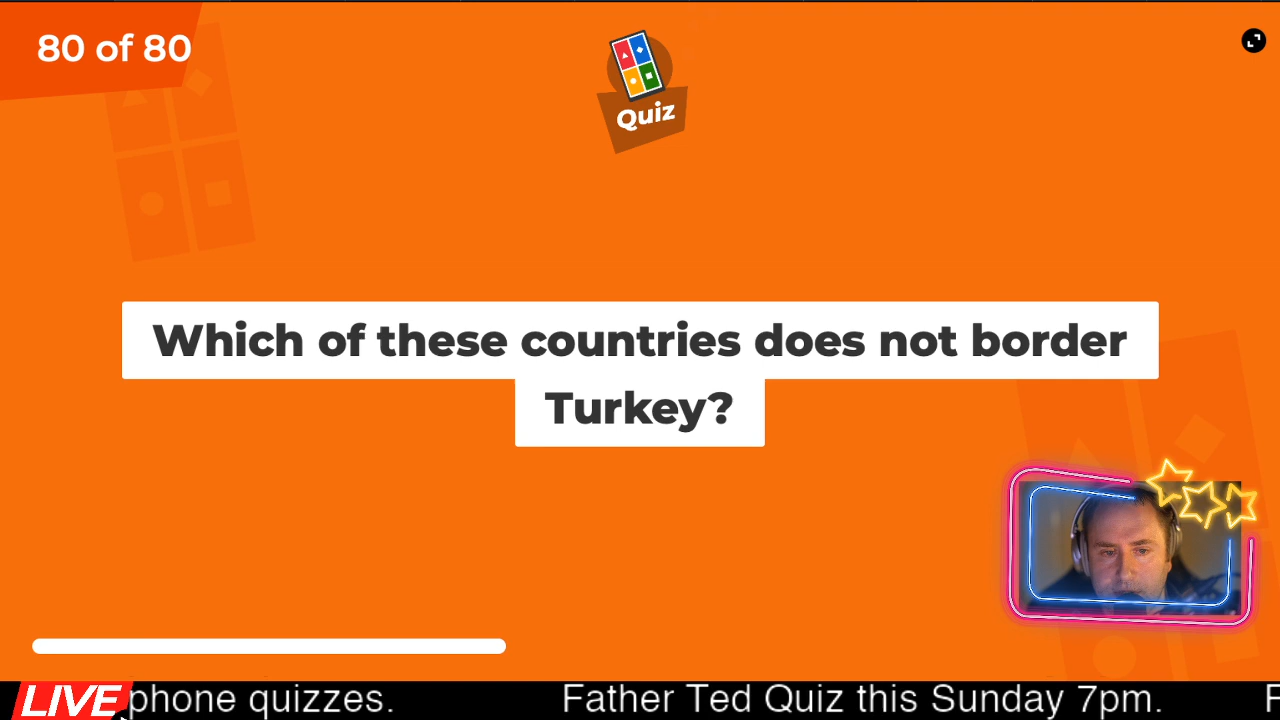 80 of 80
Quiz
Which of these countries does not border
Turkey?
LIVE phone quizzes. Father Ted Quiz this Sunday 7pm. F